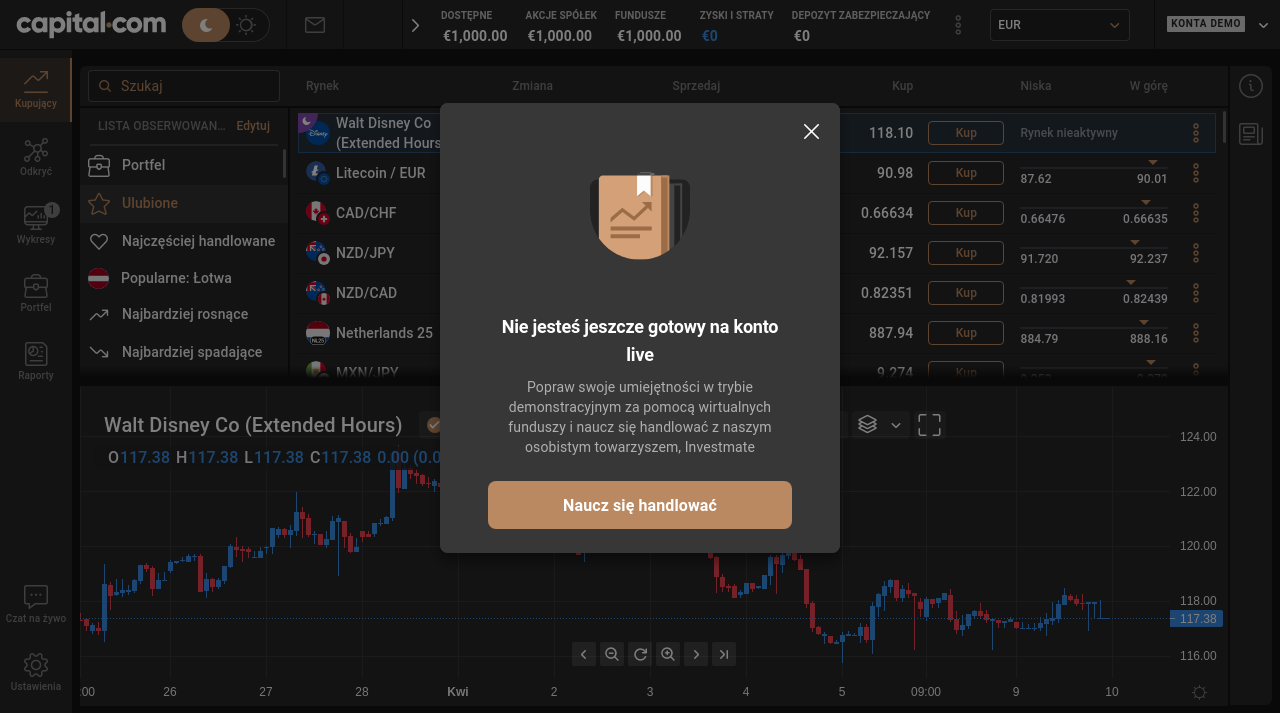 capital.com
DOSTĘPNE
AKCJE SPÓŁEK
FUNDUSZE
ZYSKI I STRATY
DEPOZYT ZABEZPIECZAJĄCY
€1,000.00
€1,000.00
€1,000.00
€0
€0
EUR
KONTO DEMO
Kupujący
Odkryć
1
Wykresy
Portfel
Raporty
Czat na żywo
Ustawienia
Szukaj
LISTA OBSERWOWAN... Edytuj
Portfel
Ulubione
Najczęściej handlowane
Popularne: Łotwa
Najbardziej rosnące
Najbardziej spadające
Rynek Zmiana Sprzedaj Kup Niska W górę
Walt Disney Co
(Extended Hours
118.10 Kup Rynek nieaktywny
Litecoin / EUR 90.98 Kup 87.62 90.01
CAD/CHF 0.66634 Kup 0.66476 0.66635
NZD/JPY 92.157 Kup 91.720 92.237
NZD/CAD 0.82351 Kup 0.81993 0.82439
Netherlands 25 887.94 Kup 884.79 888.16
MXN/JPY 9.274 Kup
Nie jesteś jeszcze gotowy na konto
live
Popraw swoje umiejętności w trybie
demonstracyjnym za pomocą wirtualnych
funduszy i naucz się handlować z naszym
osobistym towarzyszem, Investmate
Naucz się handlować
Walt Disney Co (Extended Hours)
O117.38 H117.38 L117.38 C117.38 0.00 (0.0
124.00
122.00
120.00
118.00
117.38
116.00
:00 26 27 28 Kwi 2 3 4 5 09:00 9 10